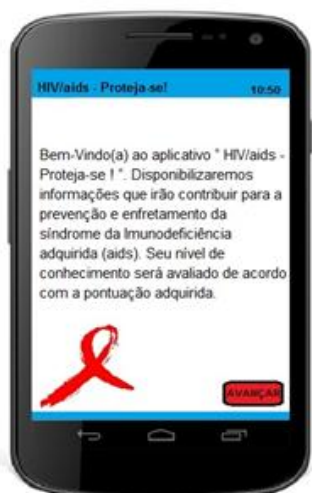 HIV/aids - Proteja-se! 10:50
Bem-Vindo(a) ao aplicativo " HIV/aids -
Proteja-se ! ". Disponibilizaremos
informações que irão contribuir para a
prevenção e enfretamento da
síndrome da Imunodeficiência
adquirida (aids). Seu nível de
conhecimento será avaliado de acordo
com a pontuação adquirida.
AVANÇAR